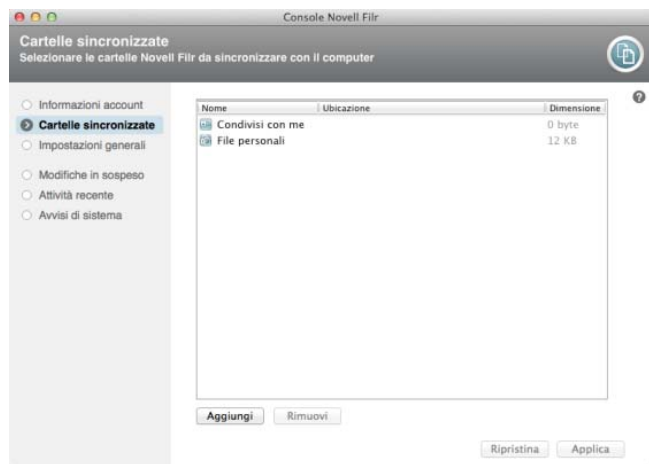 Console Novell Filr
Cartelle sincronizzate
Selezionare le cartelle Novell Filr da sincronizzare con il computer
Informazioni account
Cartelle sincronizzate
Impostazioni generali
Modifiche in sospeso
Attività recente
Avvisi di sistema
?
Nome Ubicazione Dimensione
Condivisi con me 0 byte
File personali 12 KB
Aggiungi Rimuovi
Ripristina Applica